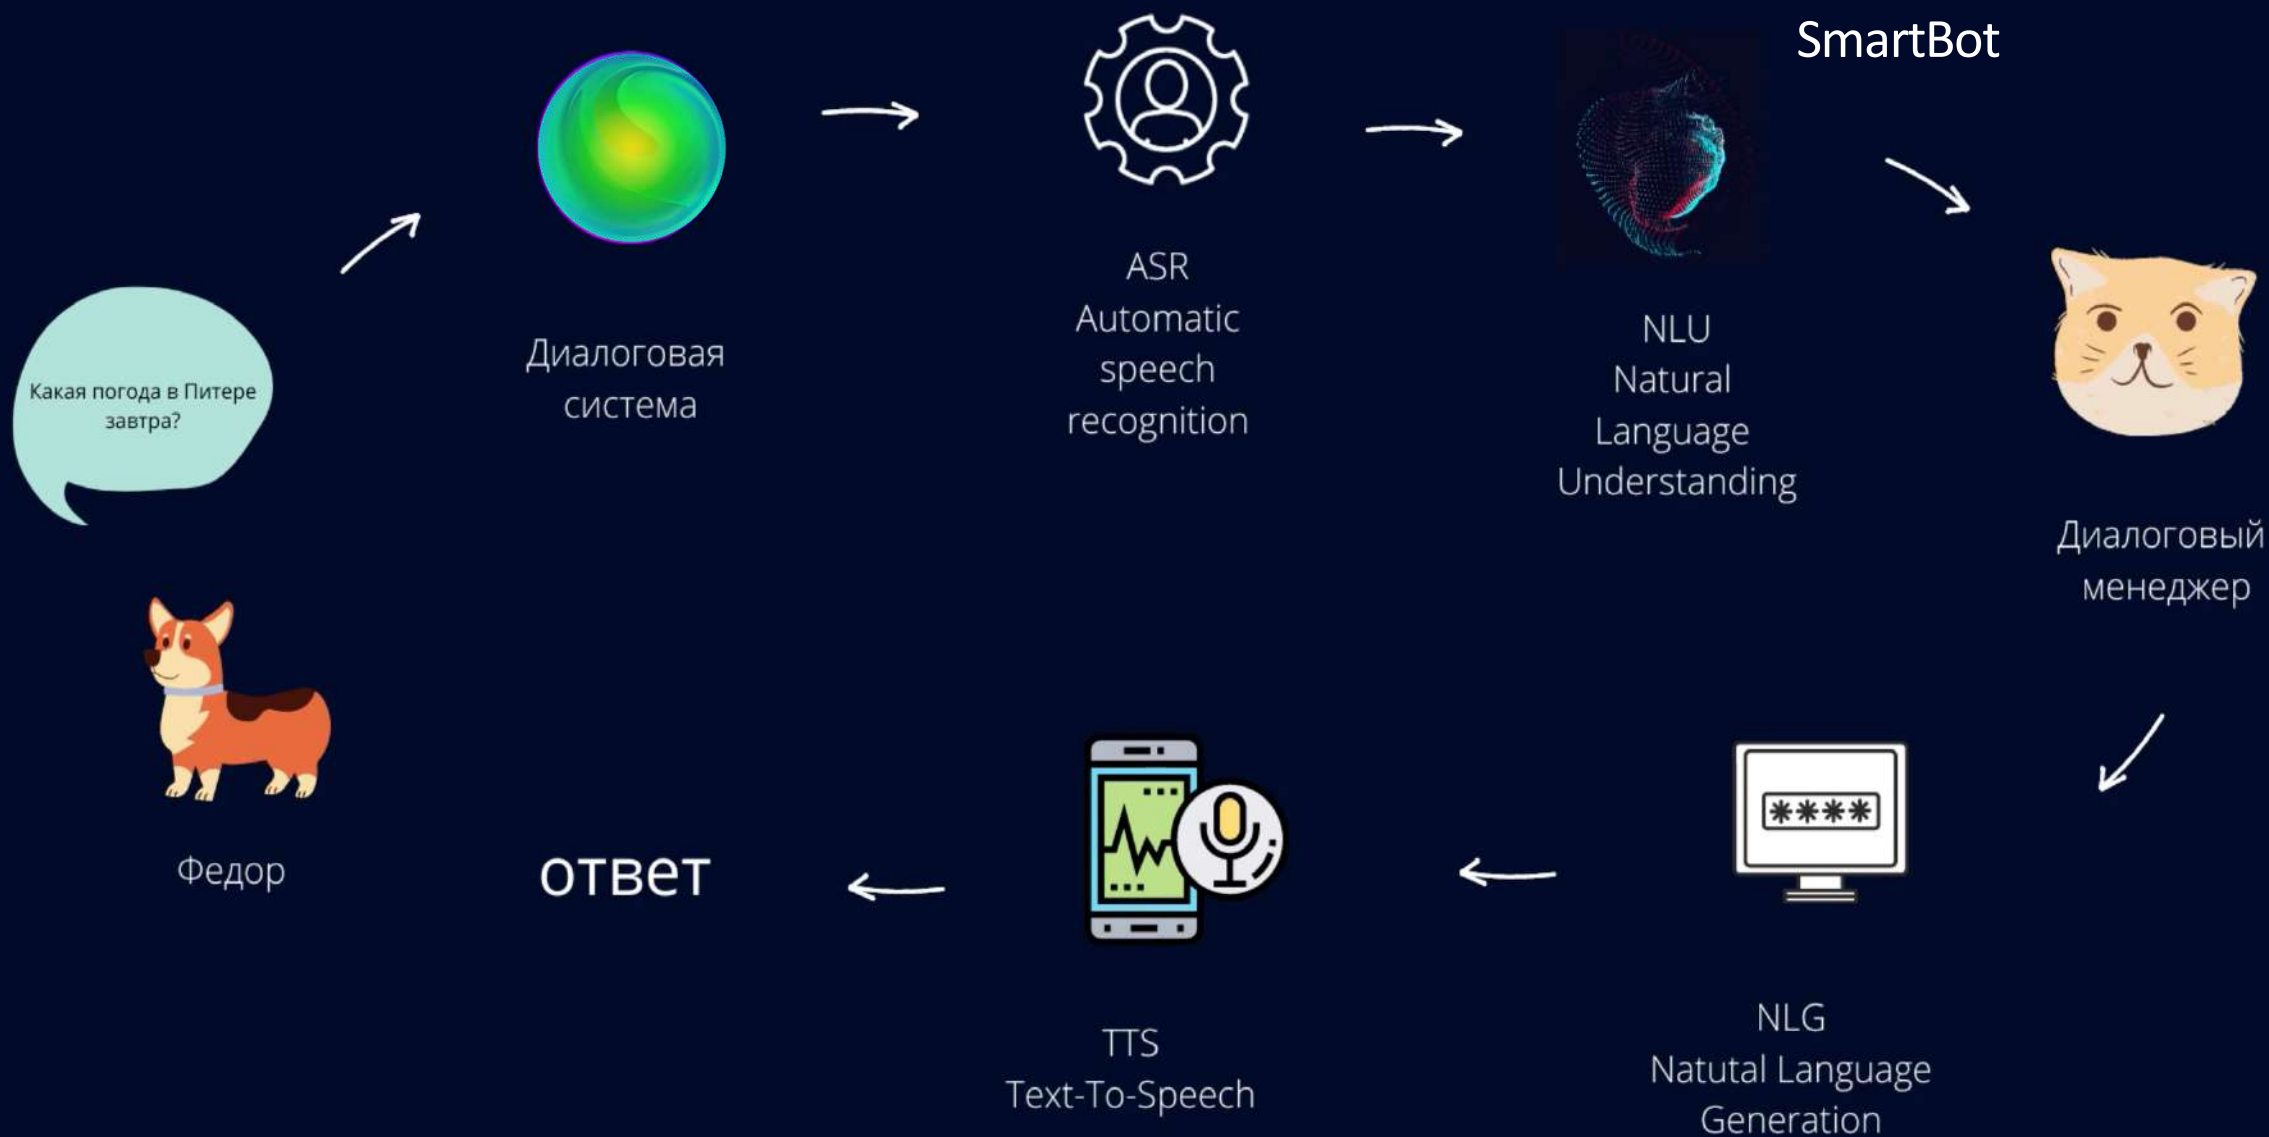 SmartBot
Какая погода в Питере
завтра?
Диалоговая
система
ASR
Automatic
speech
recognition
NLU
Natural
Language
Understanding
Диалоговый
менеджер
Федор
ответ
TTS
Text-To-Speech
NLG
Natutal Language
Generation
****